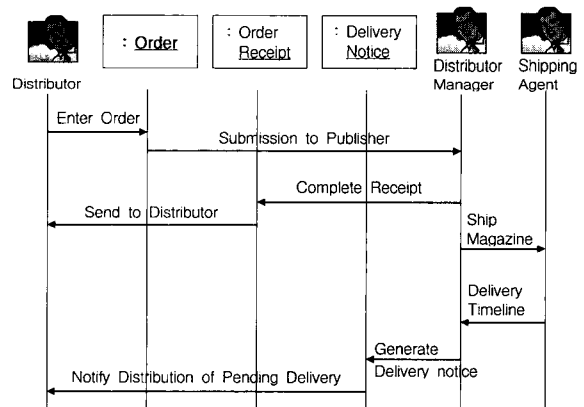 : Order
: Order
Receipt
: Delivery
Notice
Distributor
Distributor
Manager
Shipping
Agent
Enter Order
Submission to Publisher
Complete Receipt
Send to Distributor
Ship
Magazine
Delivery
Timeline
Generate
Delivery notice
Notify Distribution of Pending Delivery